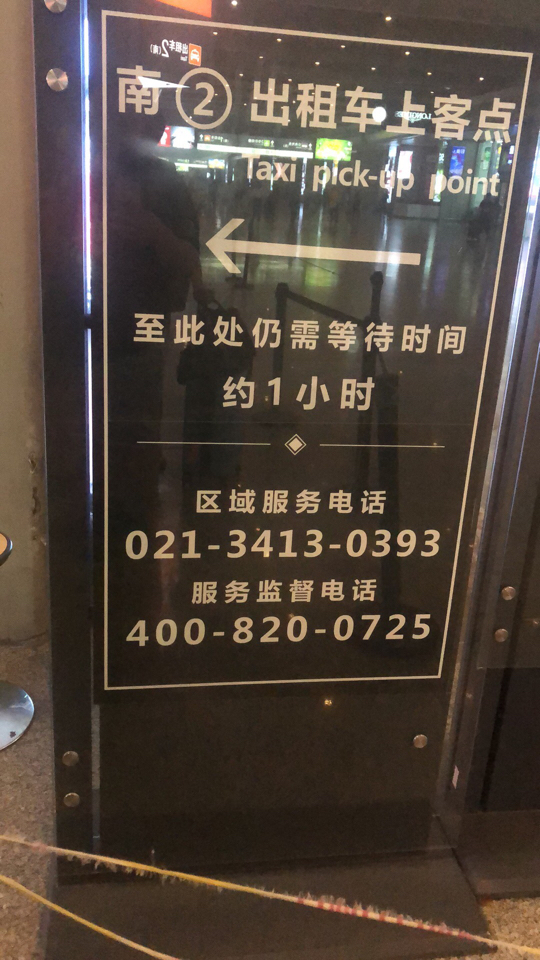 南② 出租车上客点
Taxi pick-up point
至此处仍需等待时间
约1小时
区域服务电话
021-3413-0393
服务监督电话
400-820-0725